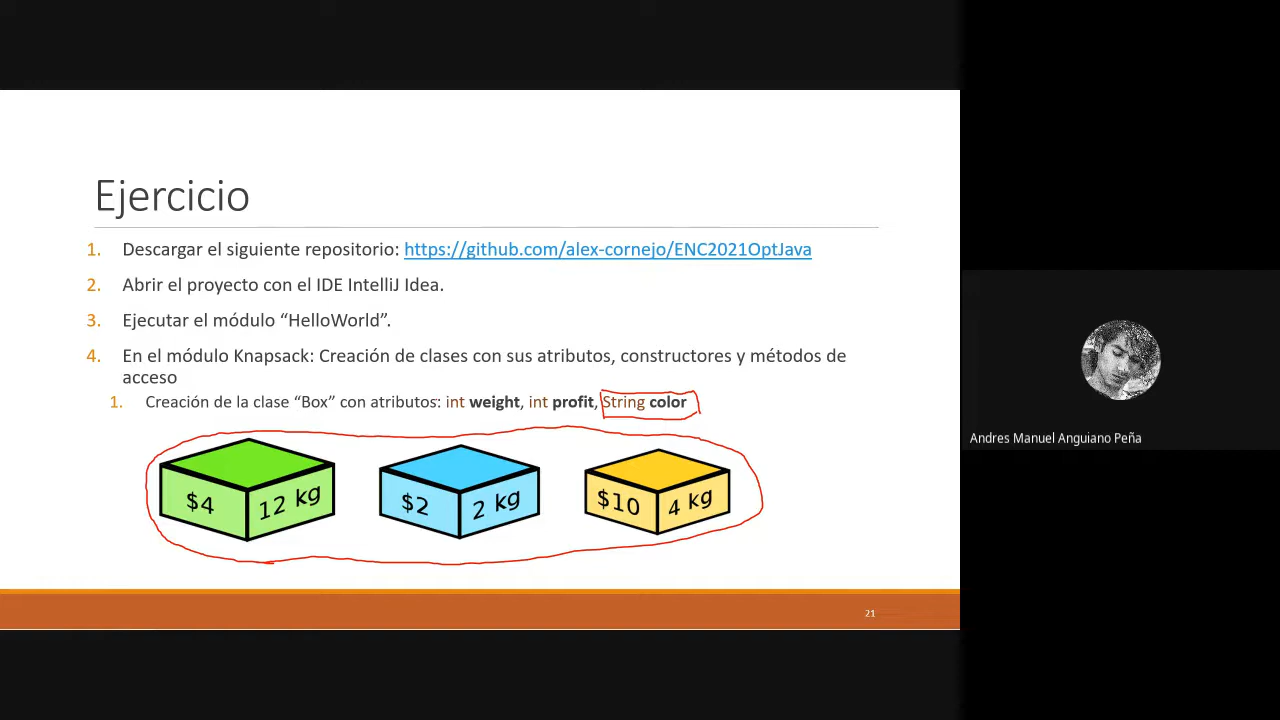 Ejercicio
1. Descargar el siguiente repositorio: https://github.com/alex-cornejo/ENC2021OptJava
2. Abrir el proyecto con el IDE IntelliJ Idea.
3. Ejecutar el módulo “HelloWorld”.
4. En el módulo Knapsack: Creación de clases con sus atributos, constructores y métodos de
acceso
1. Creación de la clase “Box” con atributos: int weight, int profit, String color
$4 12 kg $2 2 kg $10 4 kg
21
Andres Manuel Anguiano Peña